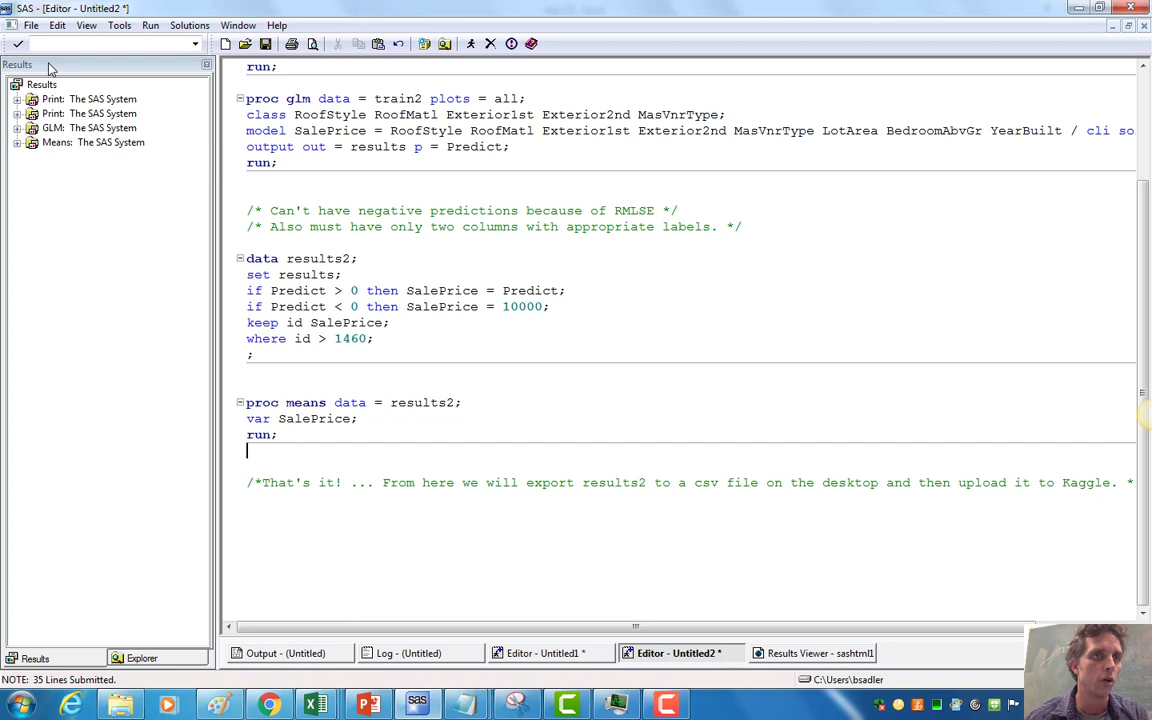 SAS - [Editor - Untitled2 *]
File Edit View Tools Run Solutions Window Help
Results
Results
Print: The SAS System
Print: The SAS System
GLM: The SAS System
Means: The SAS System
run;
proc glm data = train2 plots = all;
class RoofStyle RoofMatl Exterior1st Exterior2nd MasVnrType;
model SalePrice = RoofStyle RoofMatl Exterior1st Exterior2nd MasVnrType LotArea BedroomAbvGr YearBuilt / cli so
output out = results p = Predict;
run;
/* Can't have negative predictions because of RMLSE */
/* Also must have only two columns with appropriate labels. */
data results2;
set results;
if Predict > 0 then SalePrice = Predict;
if Predict < 0 then SalePrice = 10000;
keep id SalePrice;
where id > 1460;
;
proc means data = results2;
var SalePrice;
run;
/*That's it! ... From here we will export results2 to a csv file on the desktop and then upload it to Kaggle. *
Results Explorer
Output - (Untitled) Log - (Untitled) Editor - Untitled1 * Editor - Untitled2 * Results Viewer - sashtml1
NOTE: 35 Lines Submitted. C:\Users\bsadler